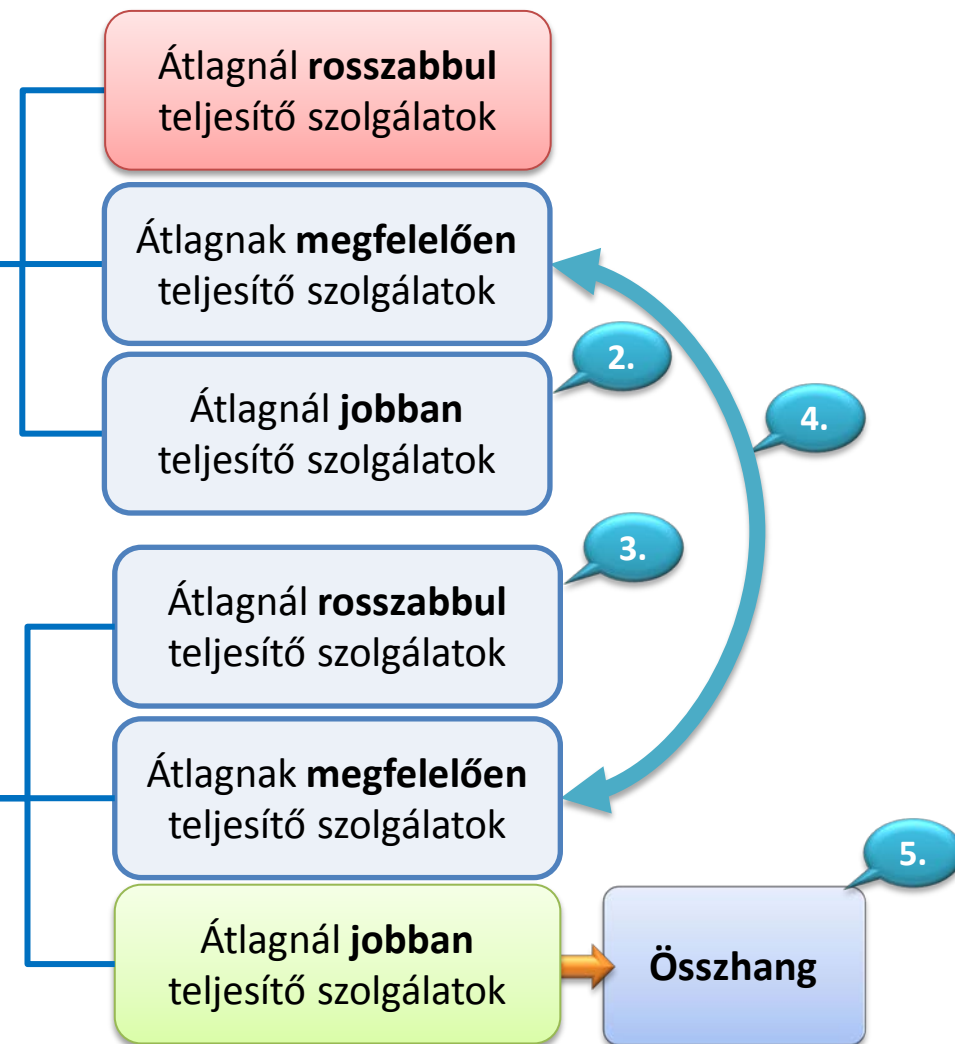 Átlagnál rosszabbul
teljesítő szolgálatok
Átlagnak megfelelően
teljesítő szolgálatok
2.
Átlagnál jobban
teljesítő szolgálatok
4.
3.
Átlagnál rosszabbul
teljesítő szolgálatok
Átlagnak megfelelően
teljesítő szolgálatok
5.
Átlagnál jobban
teljesítő szolgálatok
Összhang